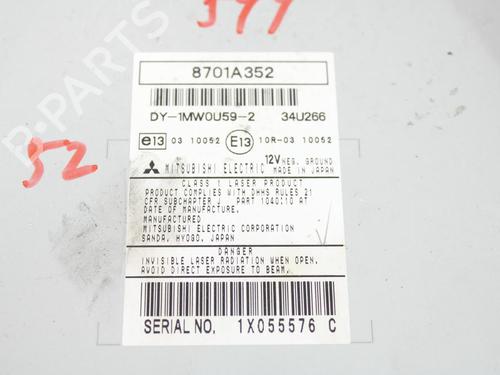 344
8701A352
DY-1MW0U59-2 34U266
e13 03 10052 E13 10R-03 10052
MITSUBISHI ELECTRIC 12V NEG. GROUND
MADE IN JAPAN
CLASS 1 LASER PRODUCT
PRODUCT COMPLIES WITH DHHS RULES 21
CFR SUBCHAPTER J PART 1040:10 AT
DATE OF MANUFACTURE.
MANUFACTURED
MITSUBISHI ELECTRIC CORPORATION
SANDA, HYOGO, JAPAN
DANGER
INVISIBLE LASER RADIATION WHEN OPEN.
AVOID DIRECT EXPOSURE TO BEAM.
SERIAL NO. 1X055576 C
52
B-PARTS